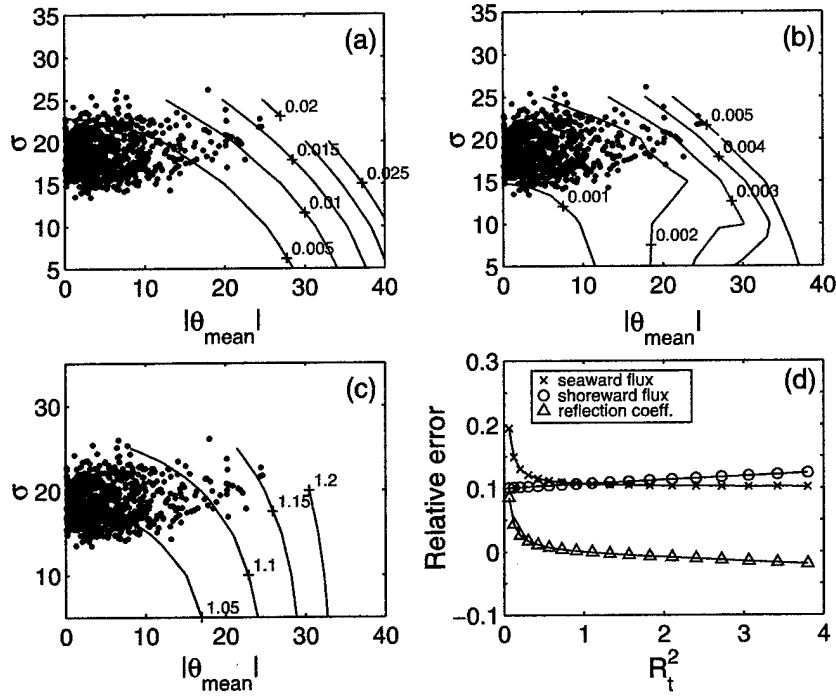 (a)
35
30
25
20
15
10
5
σ
0.02
0.015
0.025
0.01
0.005
0 10 20 30 40
|θmean|
(b)
35
30
25
20
15
10
5
σ
0.005
0.004
0.003
0.001
0.002
0 10 20 30 40
|θmean|
(c)
30
20
10
σ
1.2
1.15
1.1
1.05
0 10 20 30 40
|θmean|
(d)
0.3
0.2
0.1
0
−0.1
Relative error
seaward flux
shoreward flux
reflection coeff.
0 1 2 3 4
Rt2